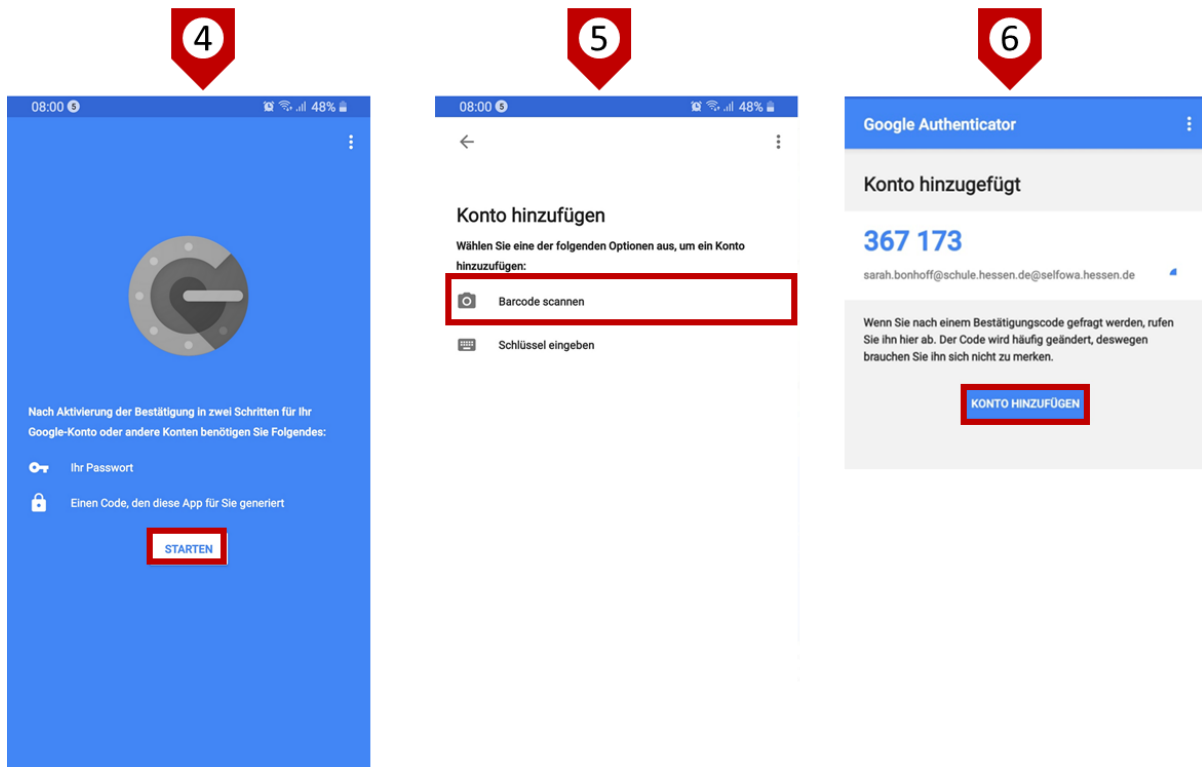 4
08:00 S 48%
Nach Aktivierung der Bestätigung in zwei Schritten für Ihr
Google-Konto oder andere Konten benötigen Sie Folgendes:
Ihr Passwort
Einen Code, den diese App für Sie generiert
STARTEN
5
08:00 S 48%
Konto hinzufügen
Wählen Sie eine der folgenden Optionen aus, um ein Konto
hinzuzufügen:
Barcode scannen
Schlüssel eingeben
6
Google Authenticator
Konto hinzugefügt
367 173
sarah.bonhoff@schule.hessen.de@selfowa.hessen.de
Wenn Sie nach einem Bestätigungscode gefragt werden, rufen
Sie ihn hier ab. Der Code wird häufig geändert, deswegen
brauchen Sie ihn sich nicht zu merken.
KONTO HINZUFÜGEN